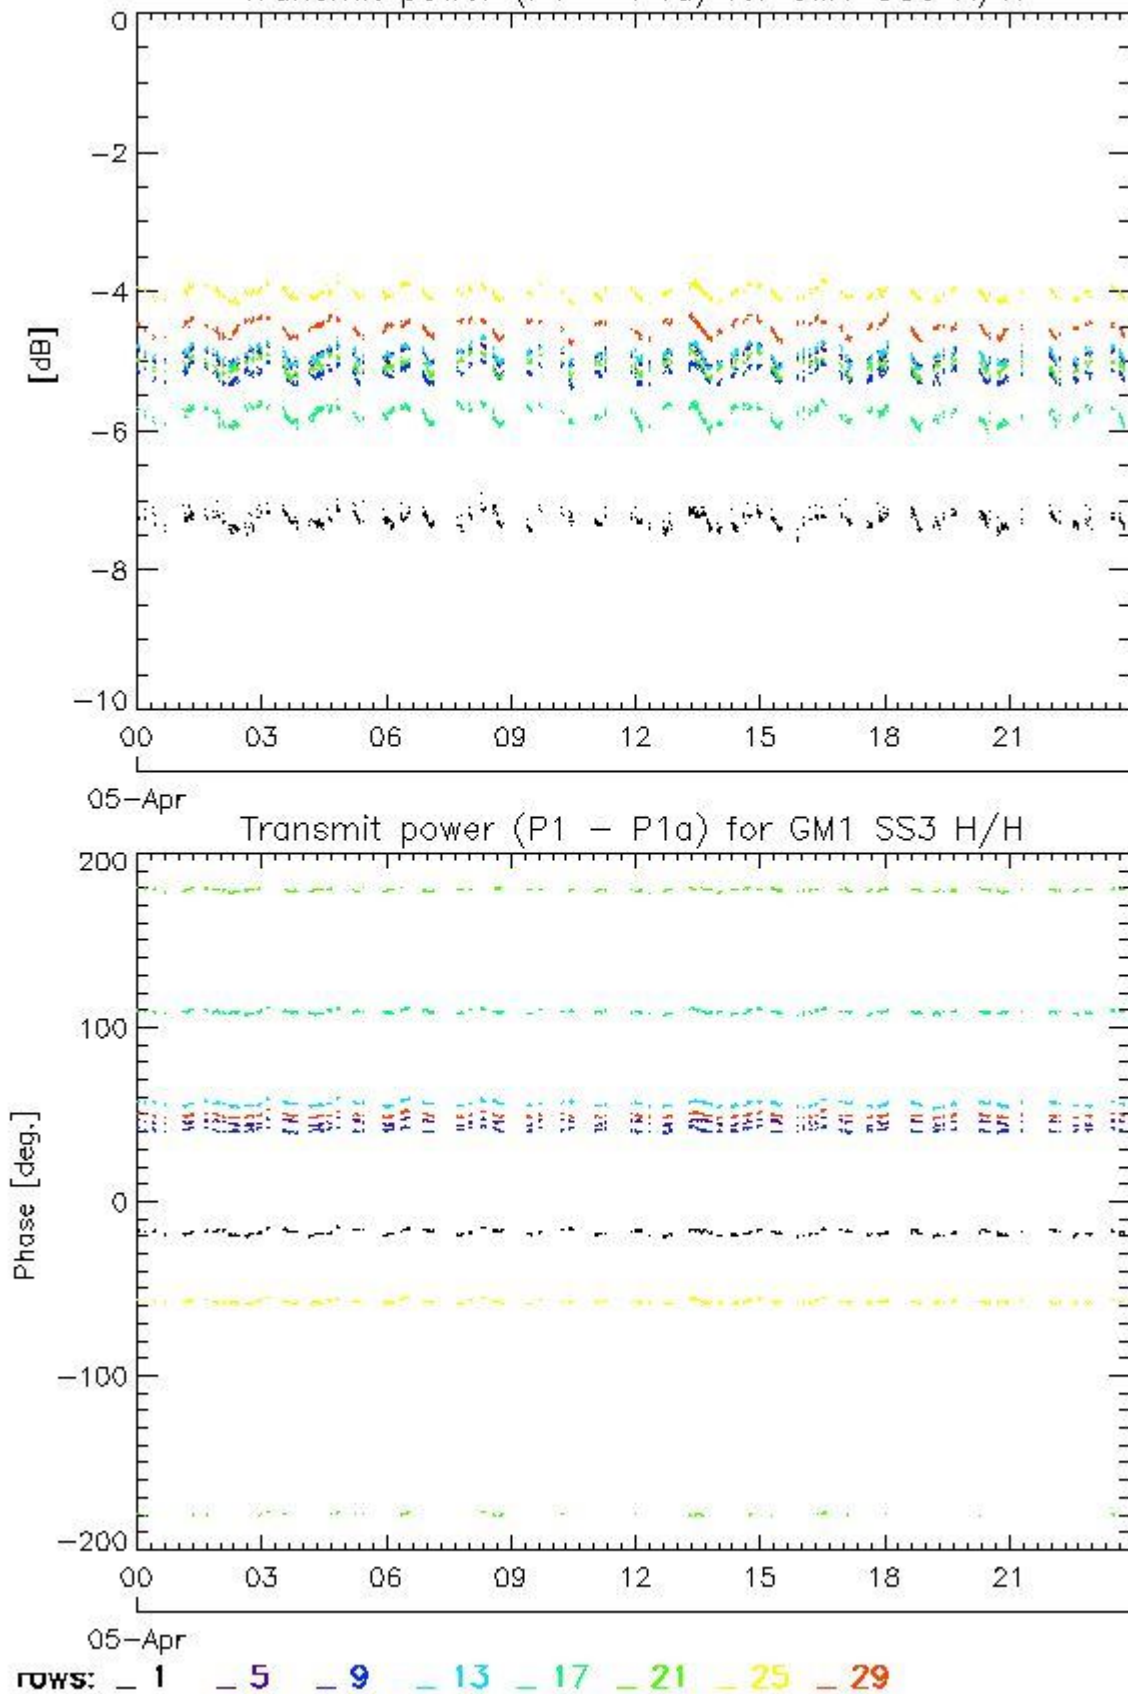 0
−2
−4
[dB]
−6
−8
−10
00 03 06 09 12 15 18 21
05−Apr
Transmit power (P1 − P1a) for GM1 SS3 H/H
200
100
Phase [deg.]
0
−100
−200
00 03 06 09 12 15 18 21
05−Apr
rows: _ 1 _ 5 _ 9 _ 13 _ 17 _ 21 _ 25 _ 29